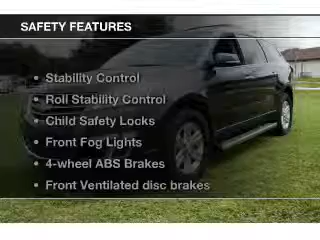 SAFETY FEATURES
• Stability Control
• Roll Stability Control
• Child Safety Locks
• Front Fog Lights
• 4-wheel ABS Brakes
• Front Ventilated disc brakes